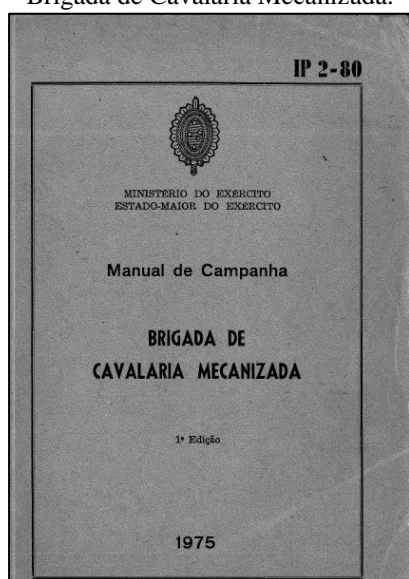 Brigada de Cavalaria Mecanizada.
IP 2-80
MINISTÉRIO DO EXÉRCITO
ESTADO-MAIOR DO EXÉRCITO
Manual de Campanha
BRIGADA DE
CAVALARIA MECANIZADA
1ª Edição
1975